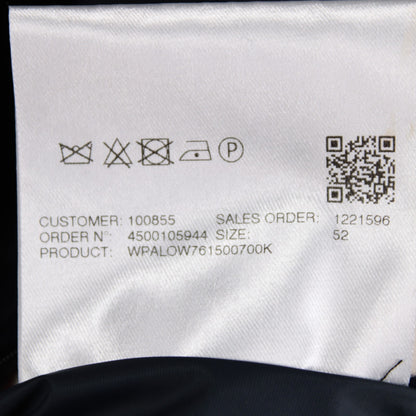 P
CUSTOMER: 100855 SALES ORDER: 1221596
ORDER N°: 4500105944 SIZE: 52
PRODUCT: WPALOW761500700K